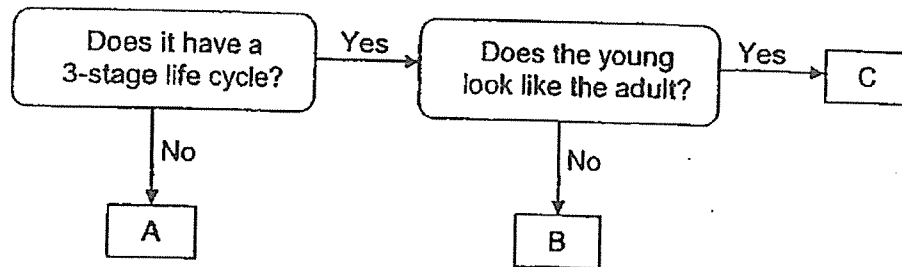 Does it have a
3-stage life cycle?
Yes
Does the young
look like the adult?
Yes
C
No
No
A
B